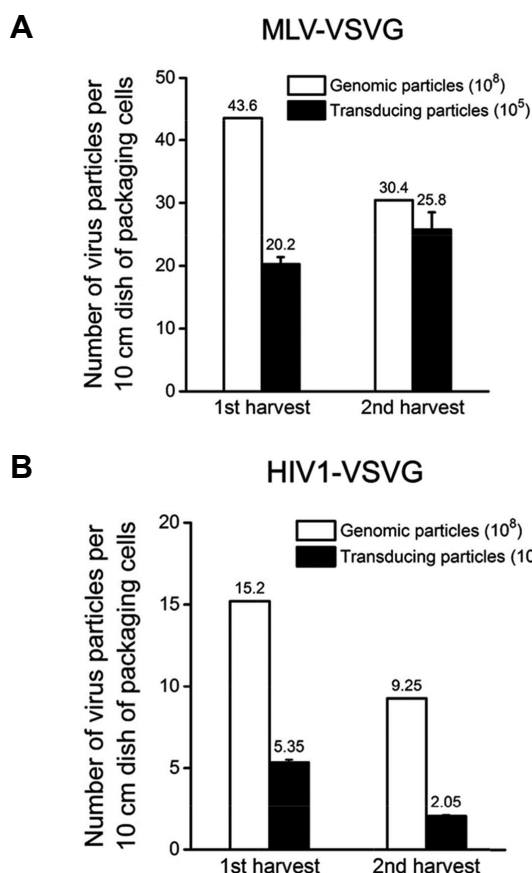 A
MLV-VSVG
Number of virus particles per
10 cm dish of packaging cells
50
40
30
20
10
0
Genomic particles (10⁸)
Transducing particles (10⁵)
43.6
20.2
30.4
25.8
1st harvest
2nd harvest
B
HIV1-VSVG
Number of virus particles per
10 cm dish of packaging cells
20
15
10
5
0
Genomic particles (10⁸)
Transducing particles (10
15.2
5.35
9.25
2.05
1st harvest
2nd harvest